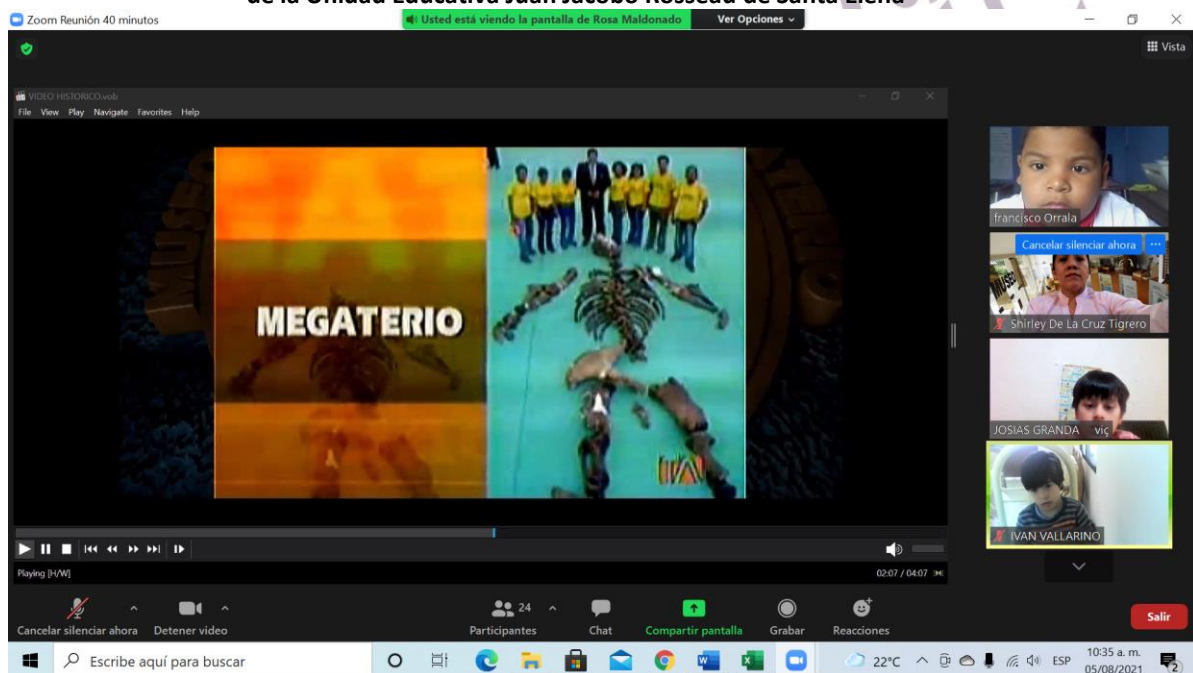 de la Unidad Educativa Juan Jacobo Rosseau de Santa Elena
Zoom Reunión 40 minutos
Usted está viendo la pantalla de Rosa Maldonado
Ver Opciones
Vista
VIDEO HISTORICO.vob
File View Play Navigate Favorites Help
MEGATERIO
francisco Orrala
Cancelar silenciar ahora ...
Shirley De La Cruz Tigrero
JOSIAS GRANDA viç
IVAN VALLARINO
Playing [H/W]
02:07 / 04:07
Cancelar silenciar ahora
Detener video
24
Participantes
Chat
Compartir pantalla
Grabar
Reacciones
Salir
Escribe aquí para buscar
22°C
ESP
10:35 a. m.
05/08/2021
2